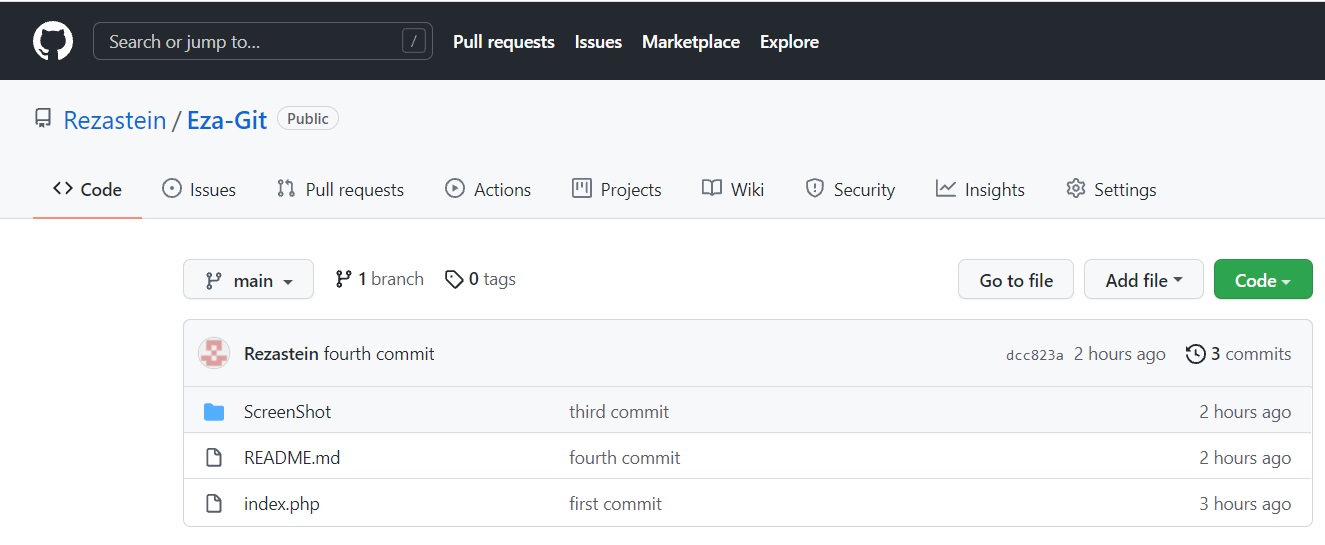 Search or jump to... / Pull requests Issues Marketplace Explore
Rezastein / Eza-Git Public
Code Issues Pull requests Actions Projects Wiki Security Insights Settings
main 1 branch 0 tags Go to file Add file Code
Rezastein fourth commit dcc823a 2 hours ago 3 commits
ScreenShot third commit 2 hours ago
README.md fourth commit 2 hours ago
index.php first commit 3 hours ago